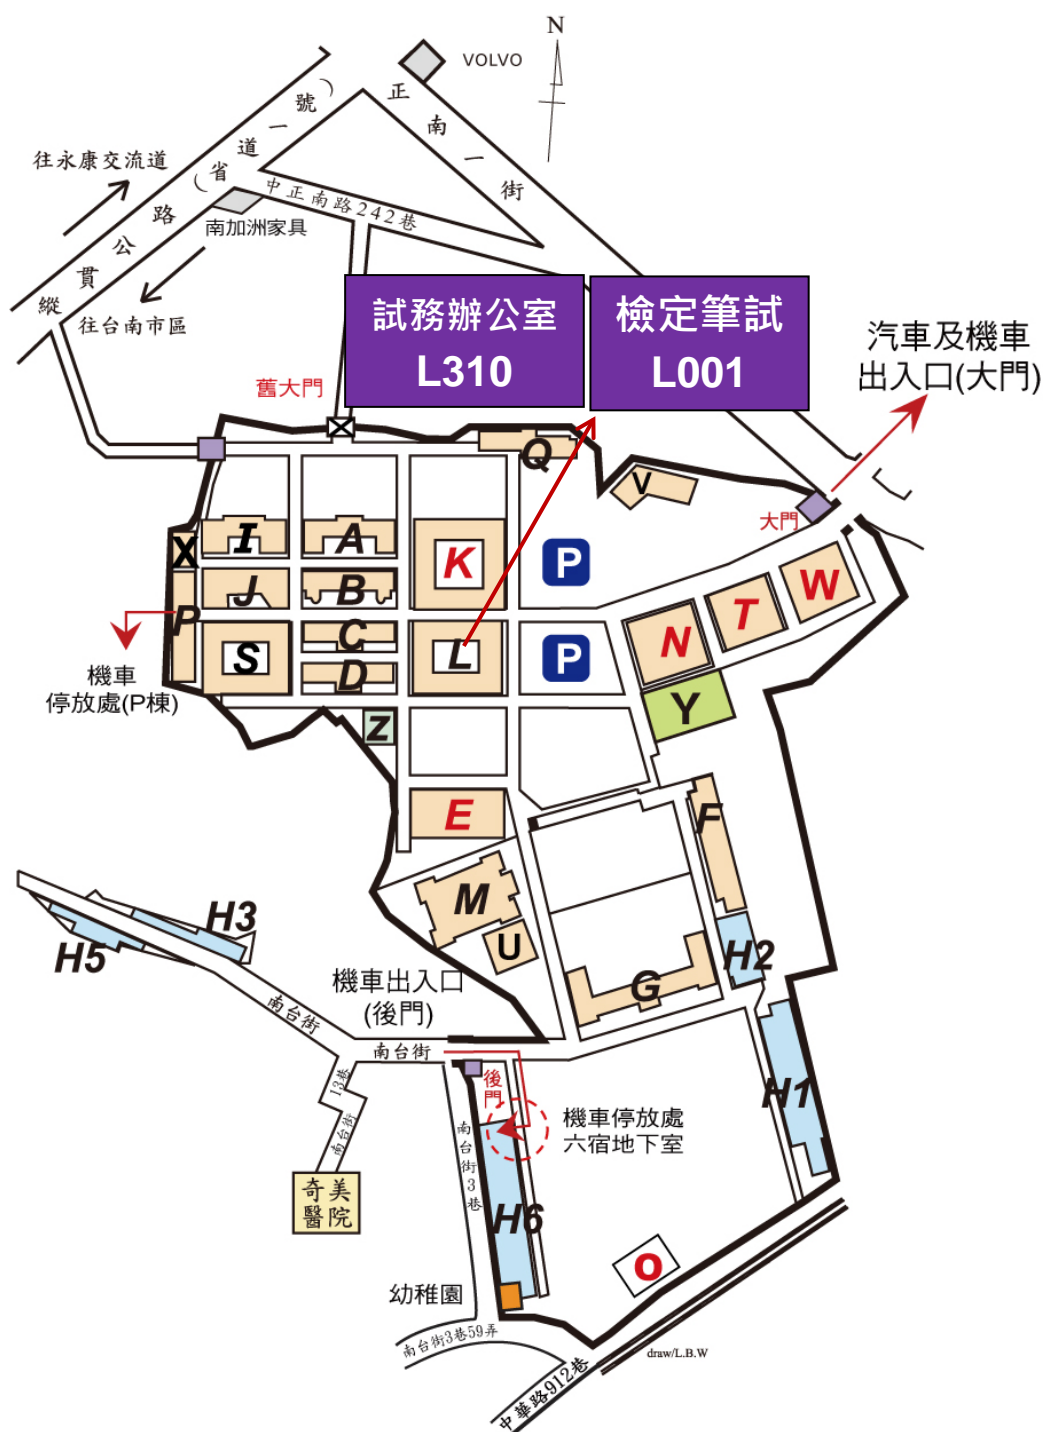 N
VOLVO
正南一街
縱貫公路(省道一號)
往永康交流道
中正南路242巷
南加洲家具
往台南市區
試務辦公室
L310
檢定筆試
L001
汽車及機車
出入口(大門)
舊大門
大門
Q
V
I
A
K
P
X
J
B
P
W
T
N
C
S
D
L
P
機車
停放處(P棟)
Y
Z
E
F
M
U
H3
H5
H2
G
機車出入口
(後門)
南台街
南台街
13巷
南台街
後門
H1
機車停放處
六宿地下室
南台街3巷
奇美
醫院
H6
O
幼稚園
南台街3巷59弄
draw/L.B.W
中華路912巷